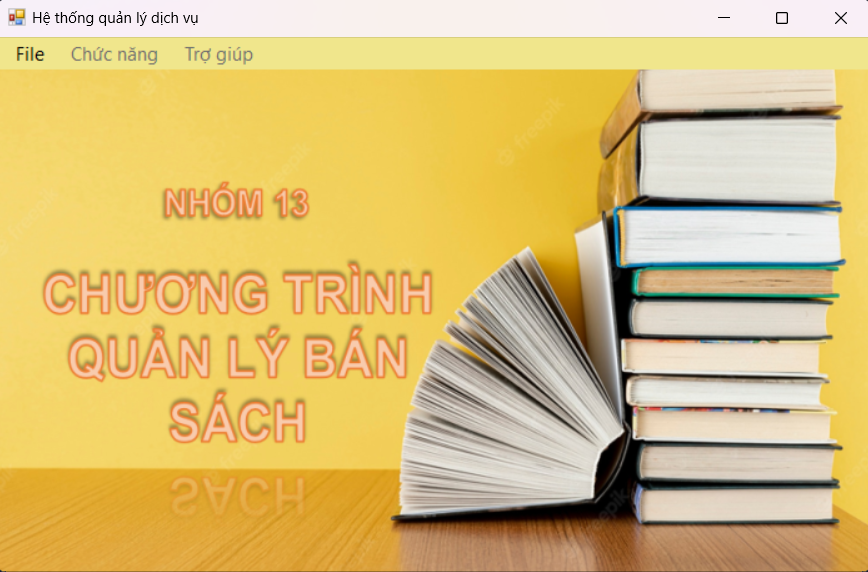 Hệ thống quản lý dịch vụ
File Chức năng Trợ giúp
NHÓM 13
CHƯƠNG TRÌNH
QUẢN LÝ BÁN
SÁCH
freepik